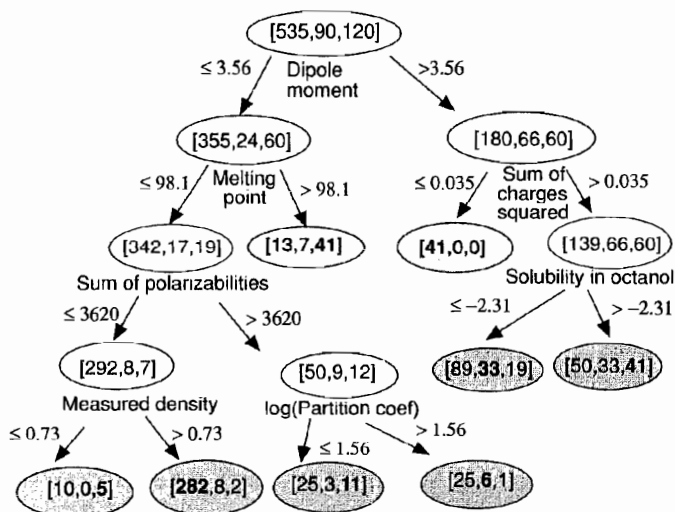 [535,90,120]
≤ 3.56
Dipole
moment
>3.56
[355,24,60]
[180,66,60]
≤ 98.1
Melting
point
> 98.1
≤ 0.035
Sum of
charges
squared
> 0.035
[342,17,19]
[13,7,41]
[41,0,0]
[139,66,60]
Sum of polarizabilities
Solubility in octanol
≤ 3620
> 3620
≤ −2.31
> −2.31
[292,8,7]
[50,9,12]
[89,33,19]
[50,33,41]
Measured density
log(Partition coef)
≤ 0.73
> 0.73
≤ 1.56
> 1.56
[10,0,5]
[282,8,2]
[25,3,11]
[25,6,1]